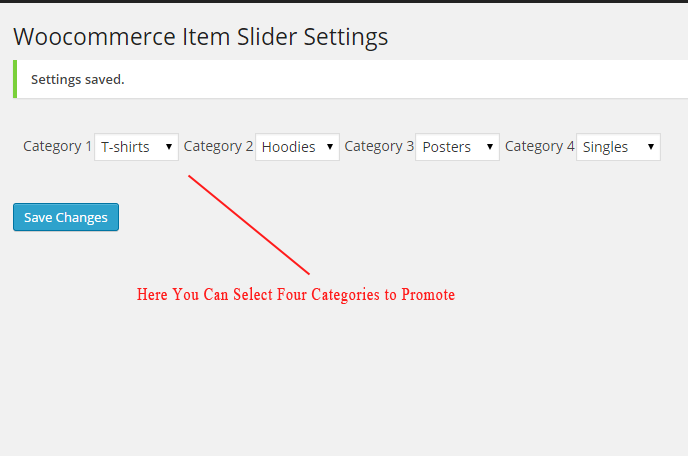 Woocommerce Item Slider Settings
Settings saved.
Category 1 T-shirts Category 2 Hoodies Category 3 Posters Category 4 Singles
Save Changes
Here You Can Select Four Categories to Promote